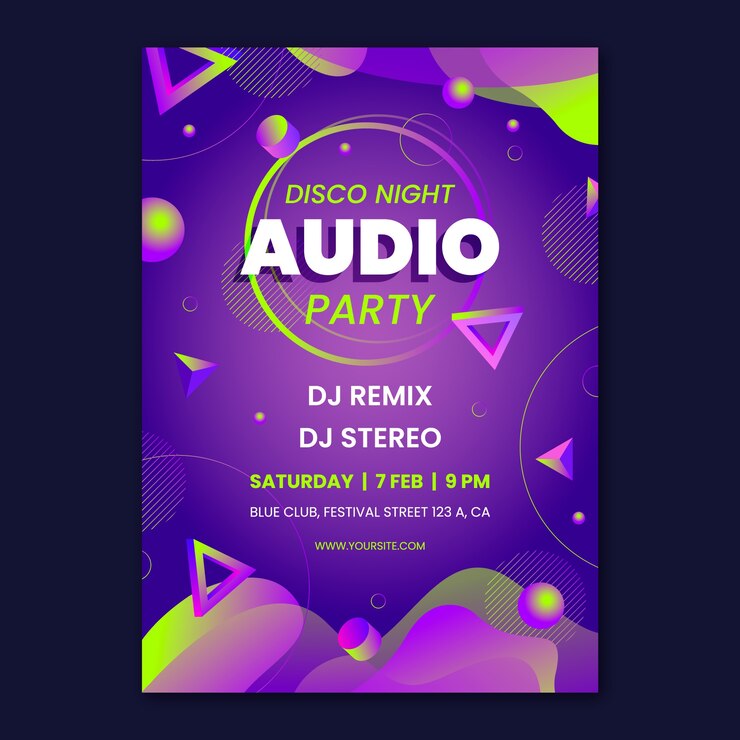 DISCO NIGHT
AUDIO
PARTY
DJ REMIX
DJ STEREO
SATURDAY | 7 FEB | 9 PM
BLUE CLUB, FESTIVAL STREET 123 A, CA
WWW.YOURSITE.COM